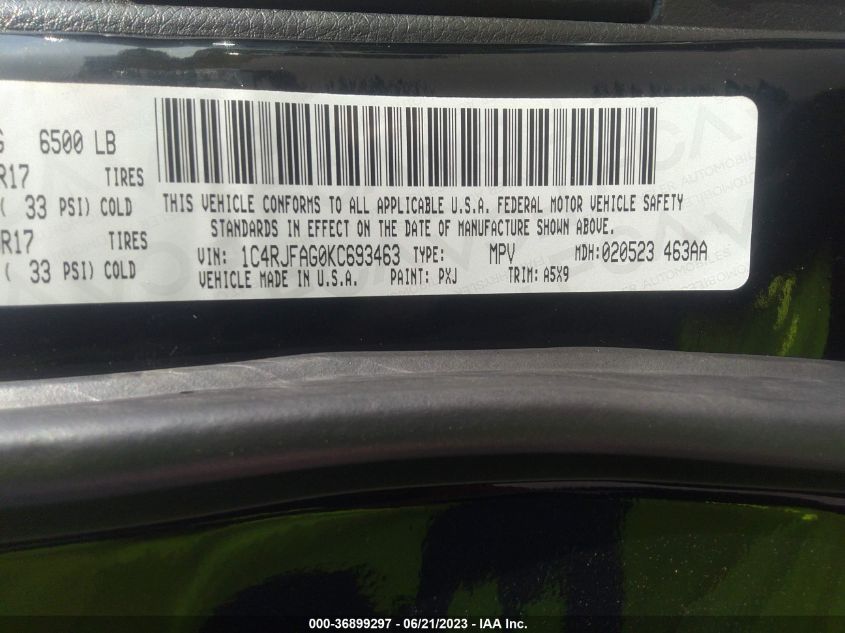 G 6500 LB
R17 TIRES
( 33 PSI) COLD
R17 TIRES
( 33 PSI) COLD
THIS VEHICLE CONFORMS TO ALL APPLICABLE U.S.A. FEDERAL MOTOR VEHICLE SAFETY
STANDARDS IN EFFECT ON THE DATE OF MANUFACTURE SHOWN ABOVE.
VIN: 1C4RJFAG0KC693463 TYPE: MPV MDH:020523 463AA
VEHICLE MADE IN U.S.A. PAINT: PXJ TRIM: A5X9
000-36899297 - 06/21/2023 - IAA Inc.